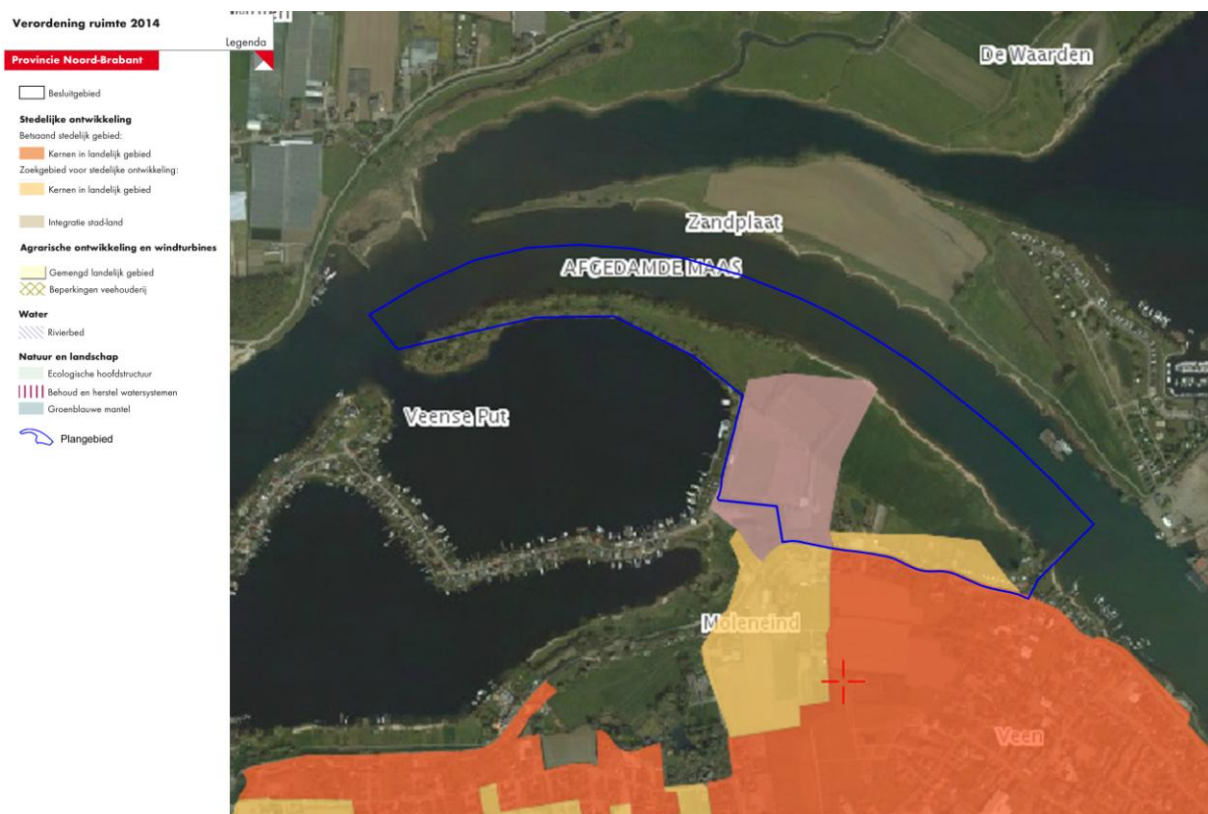 Verordening ruimte 2014
Legenda
Provincie Noord-Brabant
Besluitgebied
Stedelijke ontwikkeling
Betsaand stedelijk gebied:
Kernen in landelijk gebied
Zoekgebied voor stedelijke ontwikkeling:
Kernen in landelijk gebied
Integratie stad-land
Agrarische ontwikkeling en windturbines
Gemengd landelijk gebied
Beperkingen veehouderij
Water
Rivierbed
Natuur en landschap
Ecologische hoofdstructuur
Behoud en herstel watersystemen
Groenblauwe mantel
Plangebied
De Waarden
Zandplaat
AFGEDAMDE MAAS
Veense Put
Moleneind
Veen